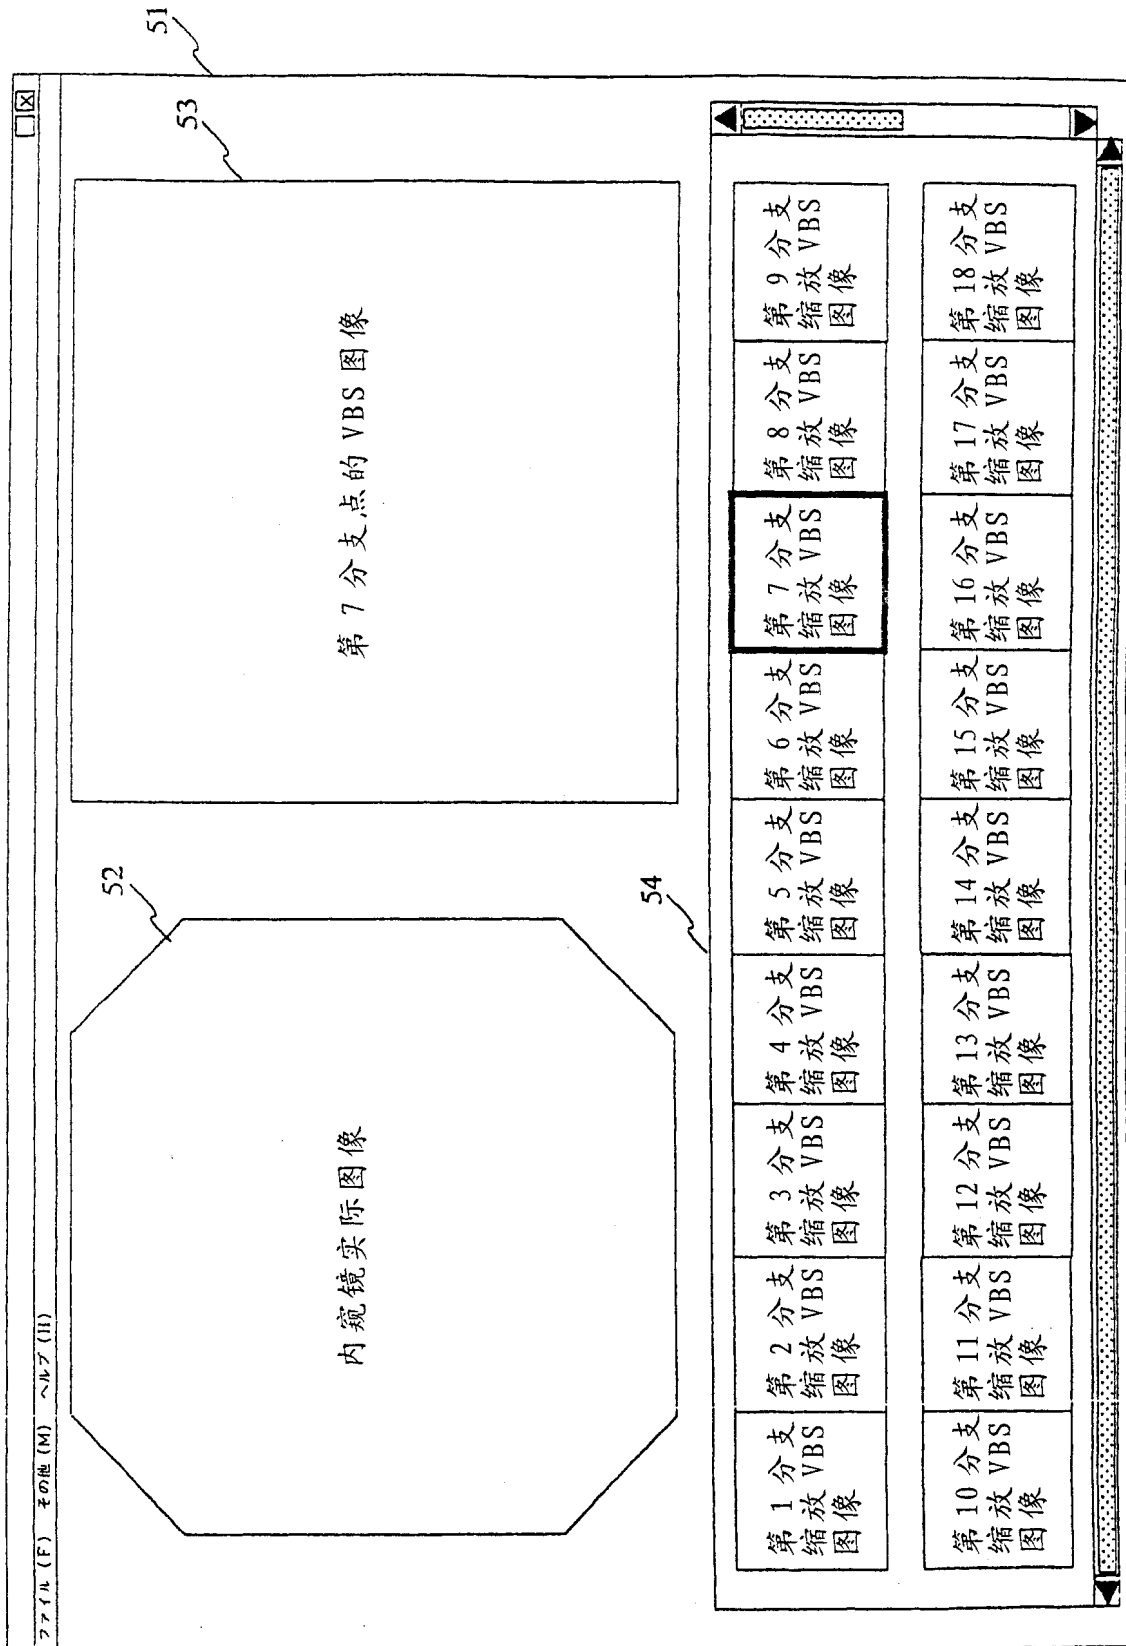 ファイル (F) その他 (M) ヘルプ (H)
51
52
53
内窥镜实际图像
第 7 分支点的 VBS 图像
54
第 1 分支
缩放 VBS
图像
第 2 分支
缩放 VBS
图像
第 3 分支
缩放 VBS
图像
第 4 分支
缩放 VBS
图像
第 5 分支
缩放 VBS
图像
第 6 分支
缩放 VBS
图像
第 7 分支
缩放 VBS
图像
第 8 分支
缩放 VBS
图像
第 9 分支
缩放 VBS
图像
第 10 分支
缩放 VBS
图像
第 11 分支
缩放 VBS
图像
第 12 分支
缩放 VBS
图像
第 13 分支
缩放 VBS
图像
第 14 分支
缩放 VBS
图像
第 15 分支
缩放 VBS
图像
第 16 分支
缩放 VBS
图像
第 17 分支
缩放 VBS
图像
第 18 分支
缩放 VBS
图像